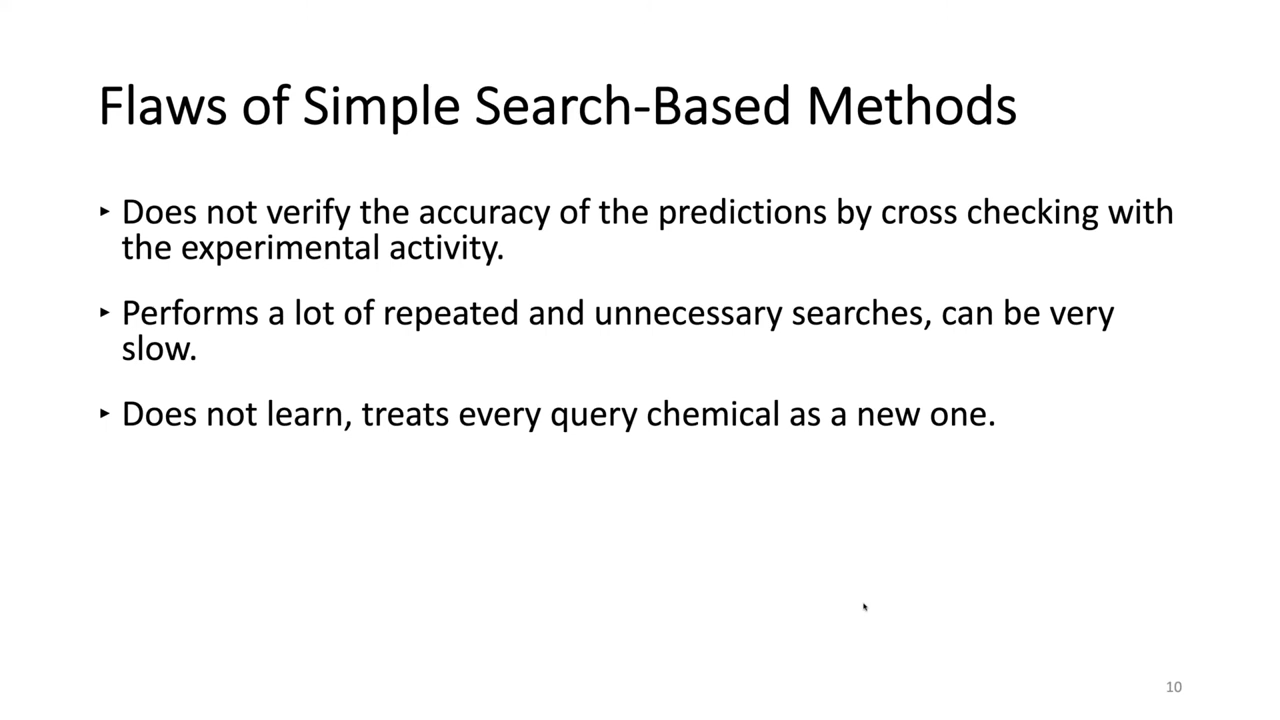 Flaws of Simple Search-Based Methods
‣ Does not verify the accuracy of the predictions by cross checking with
the experimental activity.
‣ Performs a lot of repeated and unnecessary searches, can be very
slow.
‣ Does not learn, treats every query chemical as a new one.
10